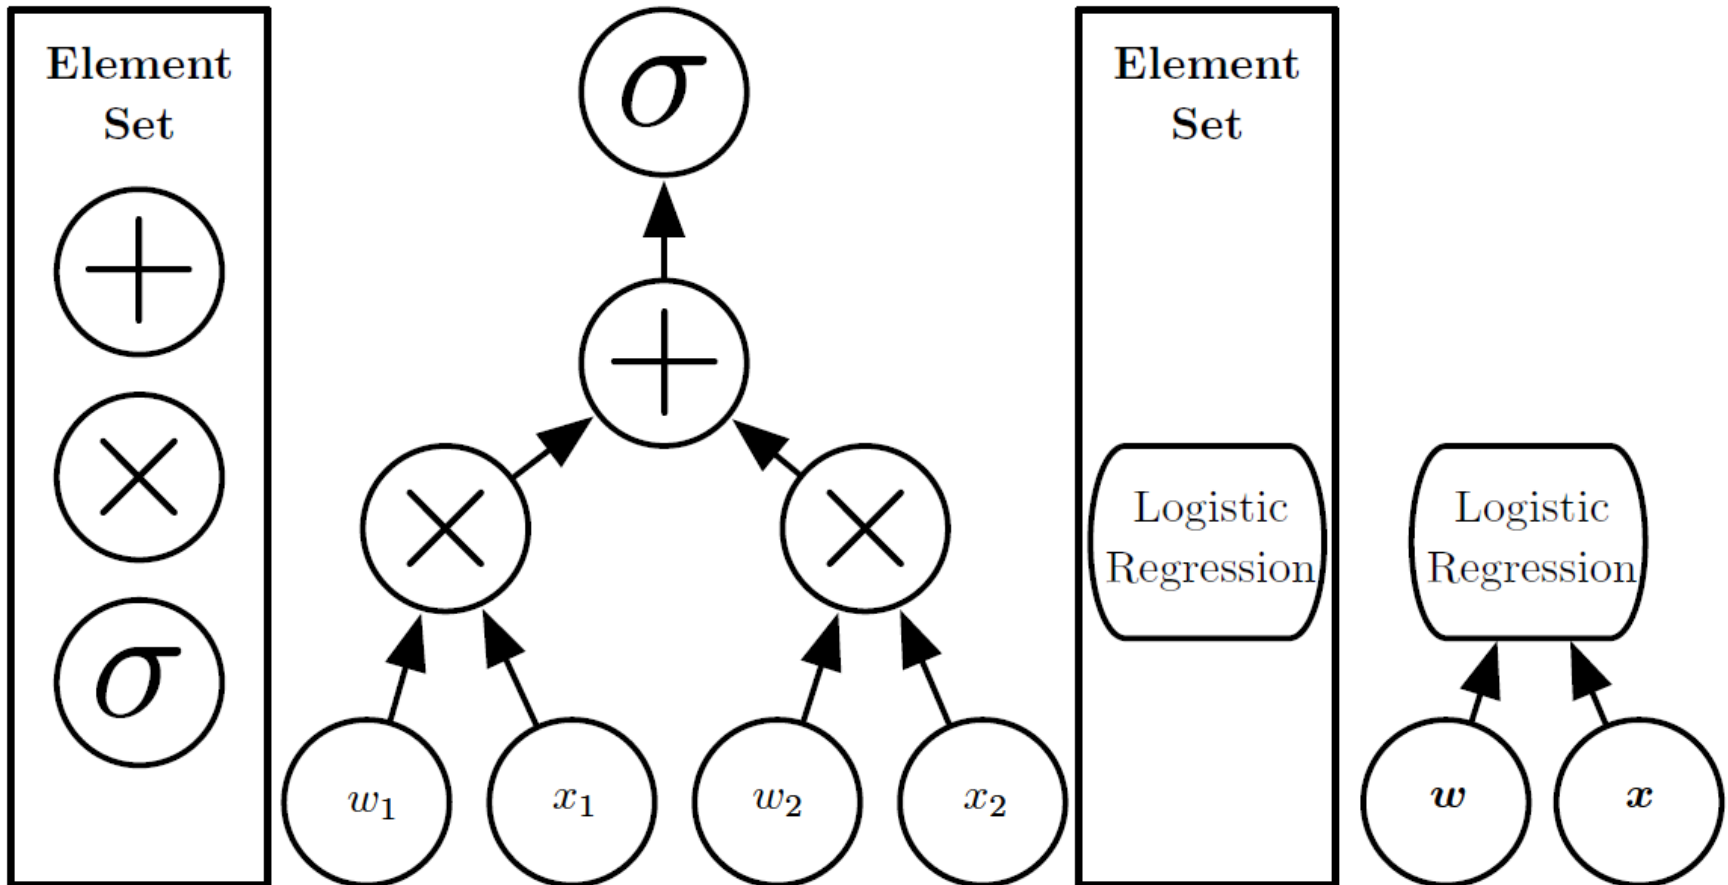 Element
Set
+
×
σ
σ
+
×
×
w₁
x₁
w₂
x₂
Element
Set
Logistic
Regression
Logistic
Regression
w
x